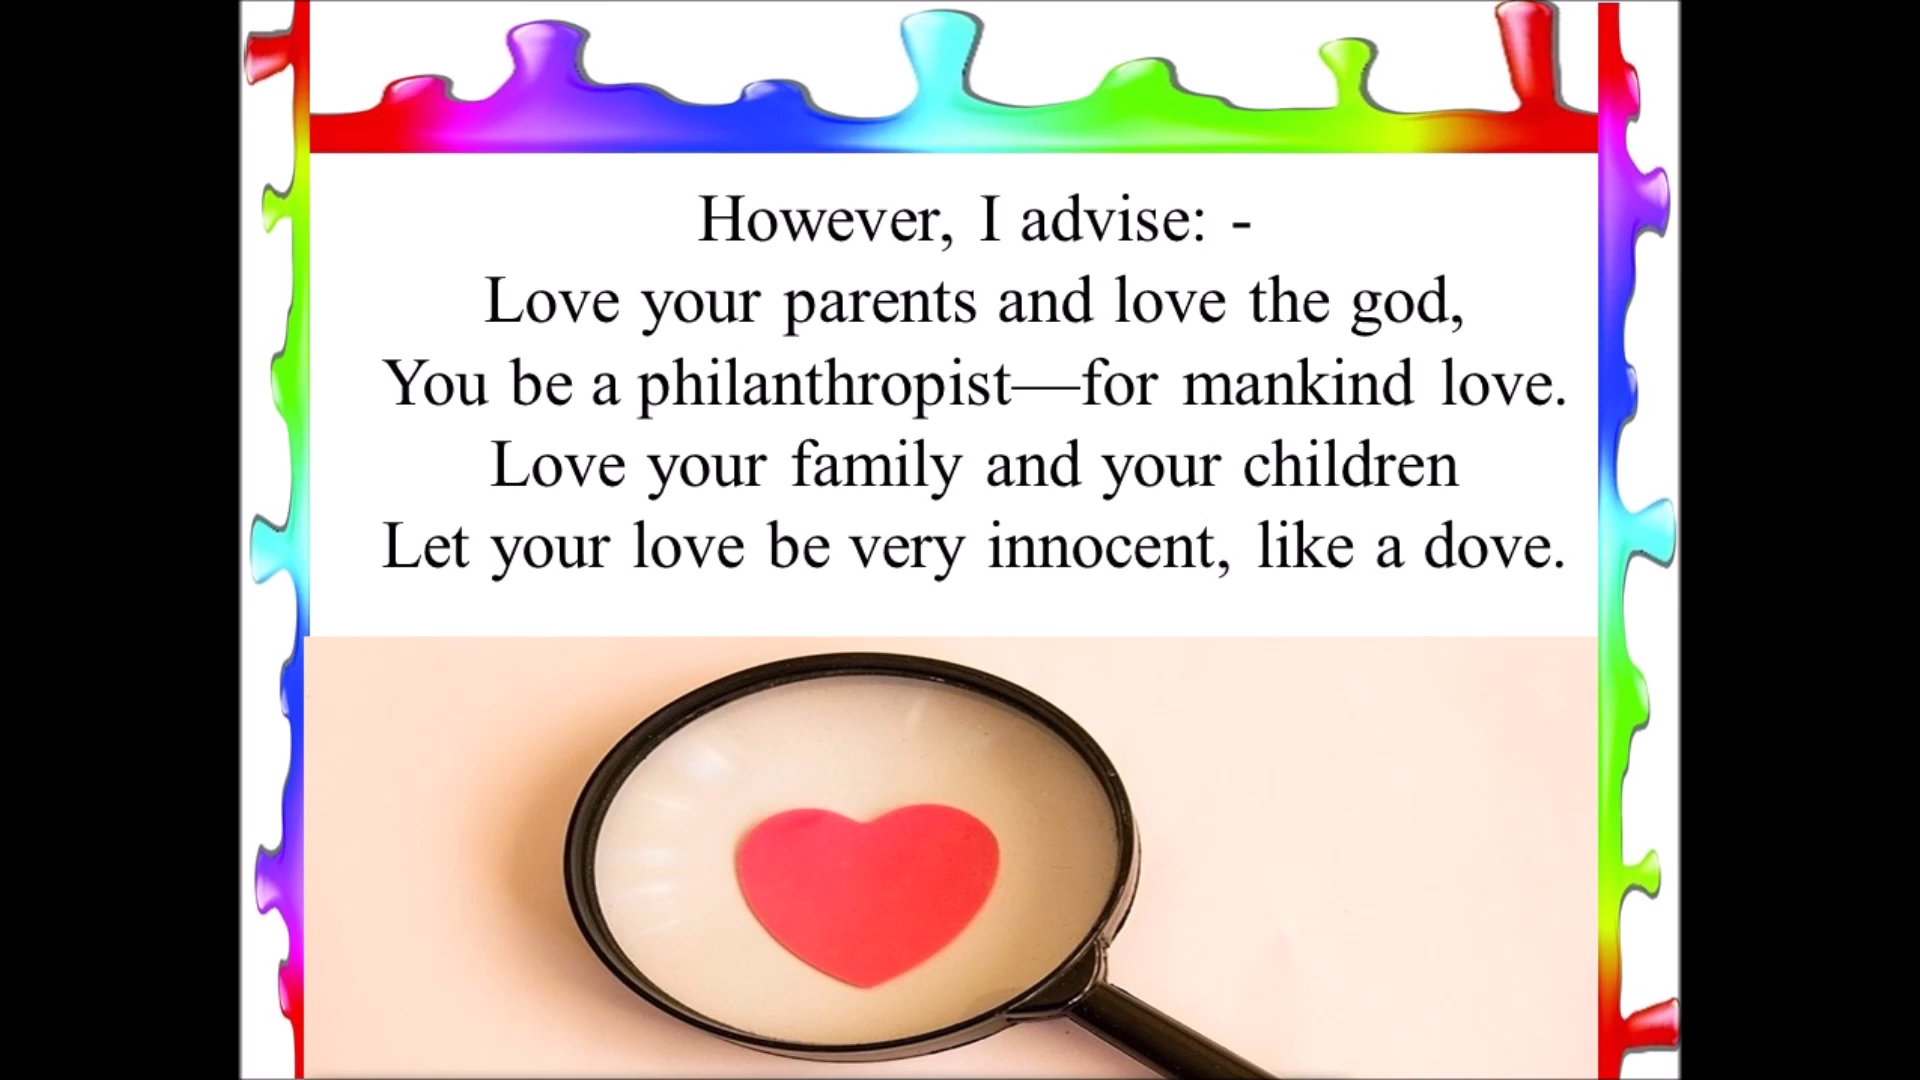 However, I advise: -
Love your parents and love the god,
You be a philanthropist—for mankind love.
Love your family and your children
Let your love be very innocent, like a dove.